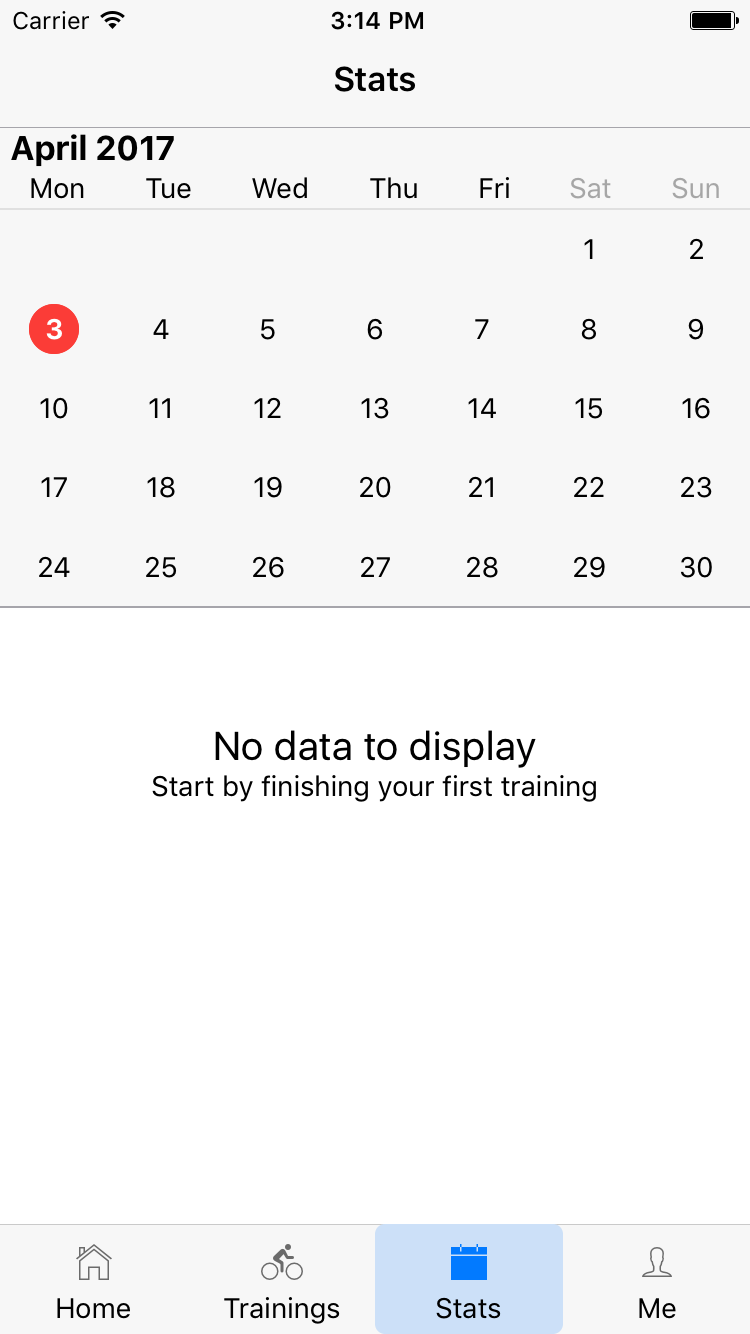 Carrier 3:14 PM
Stats
April 2017
Mon Tue Wed Thu Fri Sat Sun
1 2
3 4 5 6 7 8 9
10 11 12 13 14 15 16
17 18 19 20 21 22 23
24 25 26 27 28 29 30
No data to display
Start by finishing your first training
Home Trainings Stats Me